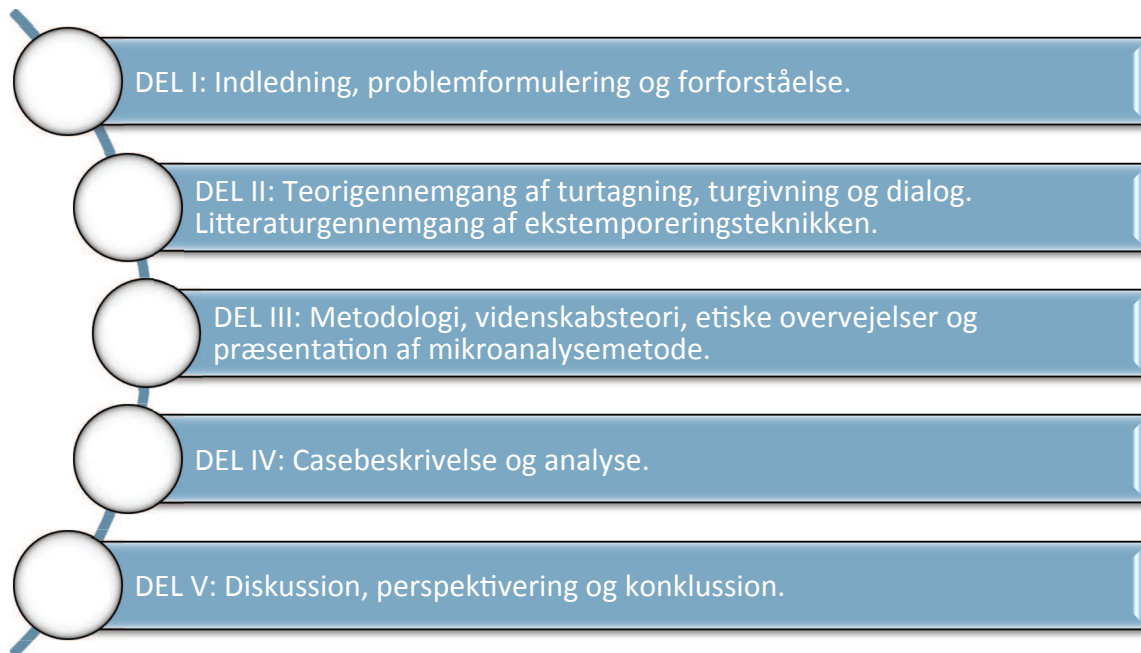 DEL I: Indledning, problemformulering og forforståelse.
DEL II: Teorigennemgang af turtagning, turgivning og dialog.
Litteraturgennemgang af ekstemporeringsteknikken.
DEL III: Metodologi, videnskabsteori, etiske overvejelser og
præsentation af mikroanalysemetode.
DEL IV: Casebeskrivelse og analyse.
DEL V: Diskussion, perspektivering og konklussion.